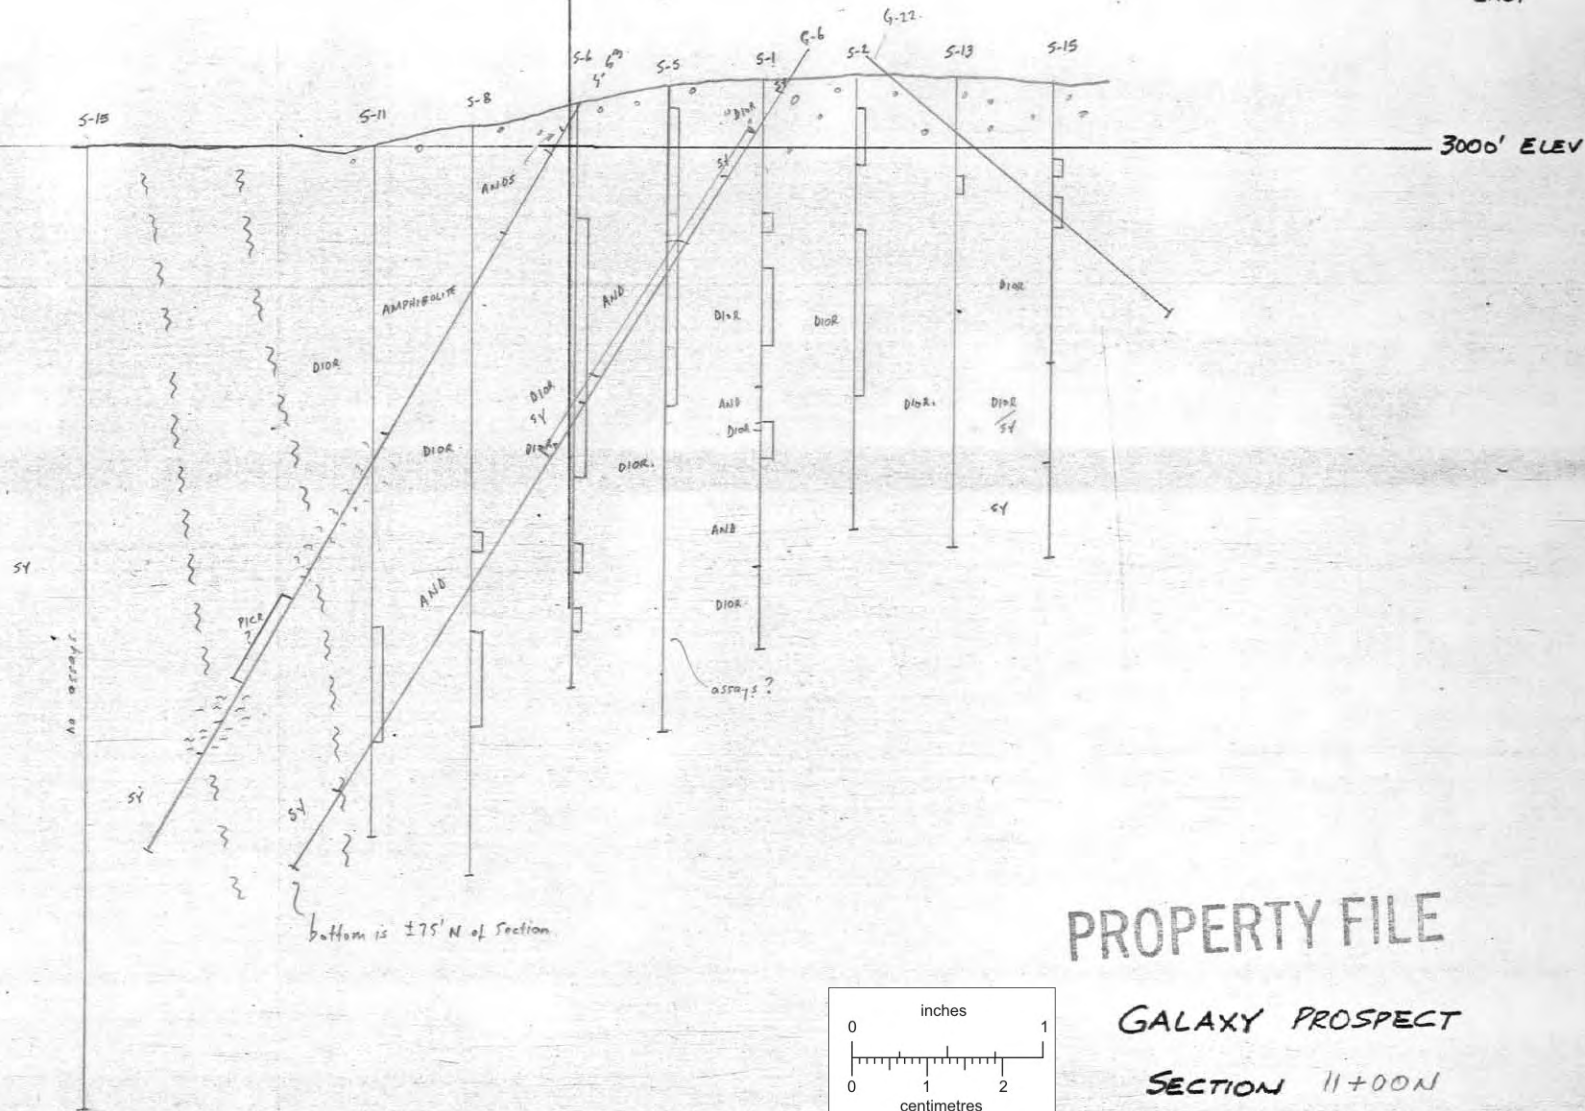 G-22
G-6
S-6
S-5
S-1
S-2
S-13
S-15
S-8
S-11
S-15
SY
DIOR
SY
3000' ELEV
ANDS
AMPHIBOLITE
AND
DIOR
DIOR
DIOR
DIOR
DIOR
SY
DIOR
AND
DIOR
DIOR.
DIOR
SY
DIOR
DIOR.
SY
AND
SY
AND
PICR
?
DIOR
no assays
assays ?
SY
SY
bottom is ±75' N of Section.
PROPERTY FILE
inches
0 1
0 1 2
centimetres
GALAXY PROSPECT
SECTION 11+00N